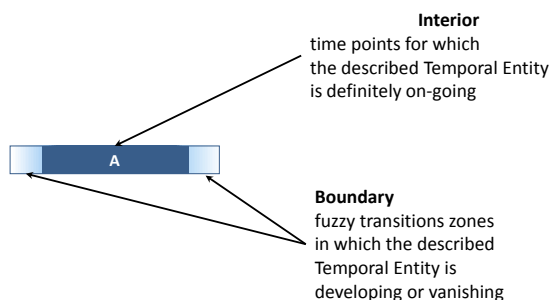 Interior
time points for which
the described Temporal Entity
is definitely on-going
A
Boundary
fuzzy transitions zones
in which the described
Temporal Entity is
developing or vanishing